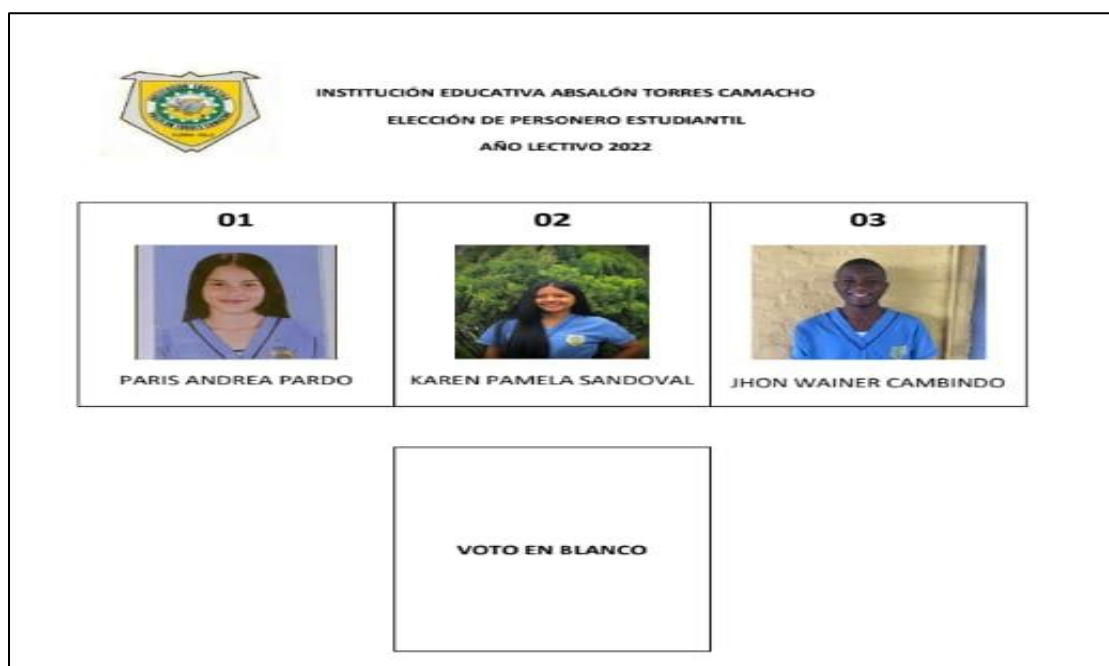 INSTITUCIÓN EDUCATIVA ABSALÓN TORRES CAMACHO
ELECCIÓN DE PERSONERO ESTUDIANTIL
AÑO LECTIVO 2022
01
PARIS ANDREA PARDO
02
KAREN PAMELA SANDOVAL
03
JHON WAINER CAMBINDO
VOTO EN BLANCO